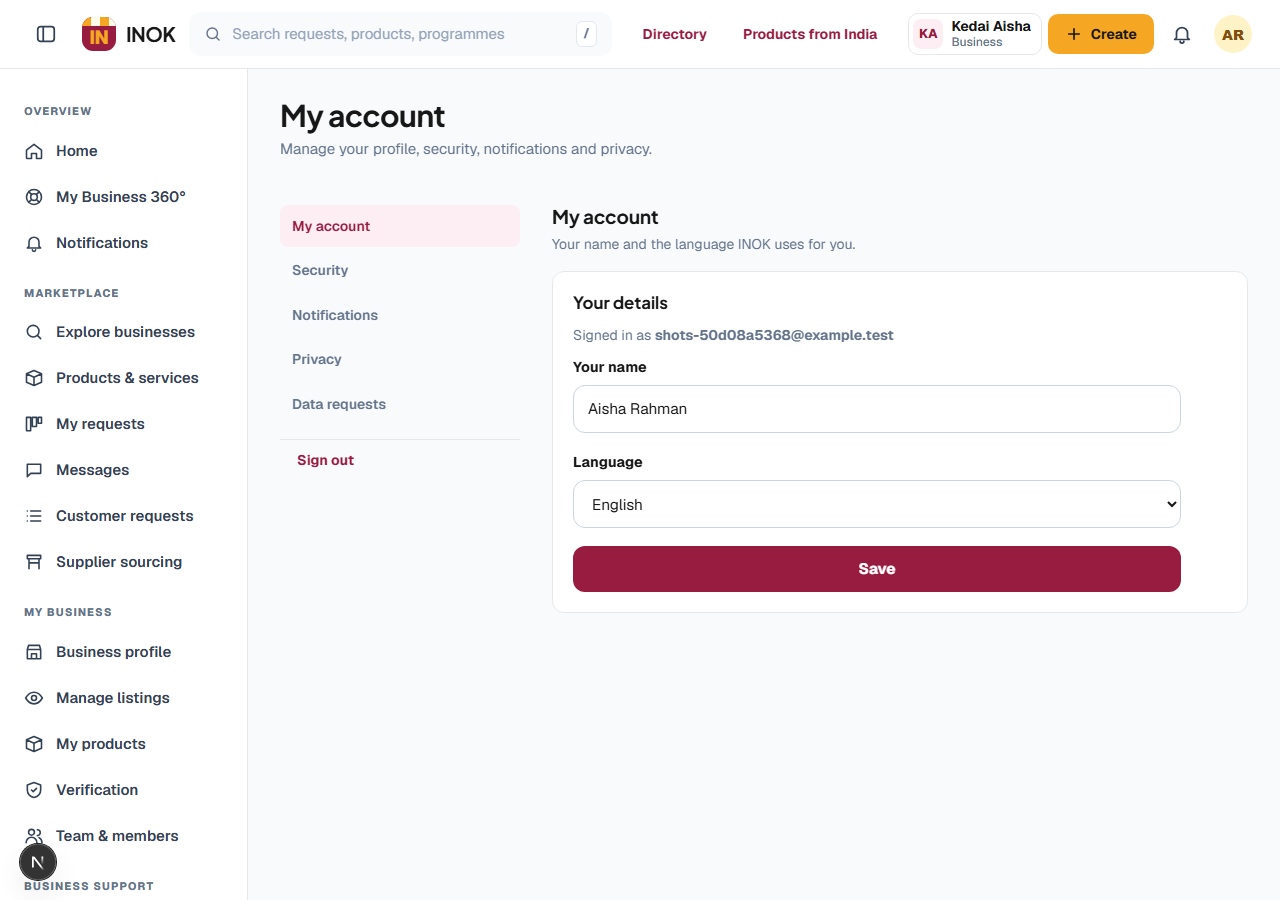 IN INOK
Search requests, products, programmes /
Directory
Products from India
KA Kedai Aisha
Business
Create
AR
OVERVIEW
Home
My Business 360°
Notifications
MARKETPLACE
Explore businesses
Products & services
My requests
Messages
Customer requests
Supplier sourcing
MY BUSINESS
Business profile
Manage listings
My products
Verification
Team & members
N
BUSINESS SUPPORT
My account
Manage your profile, security, notifications and privacy.
My account
Security
Notifications
Privacy
Data requests
Sign out
My account
Your name and the language INOK uses for you.
Your details
Signed in as shots-50d08a5368@example.test
Your name
Aisha Rahman
Language
English
Save